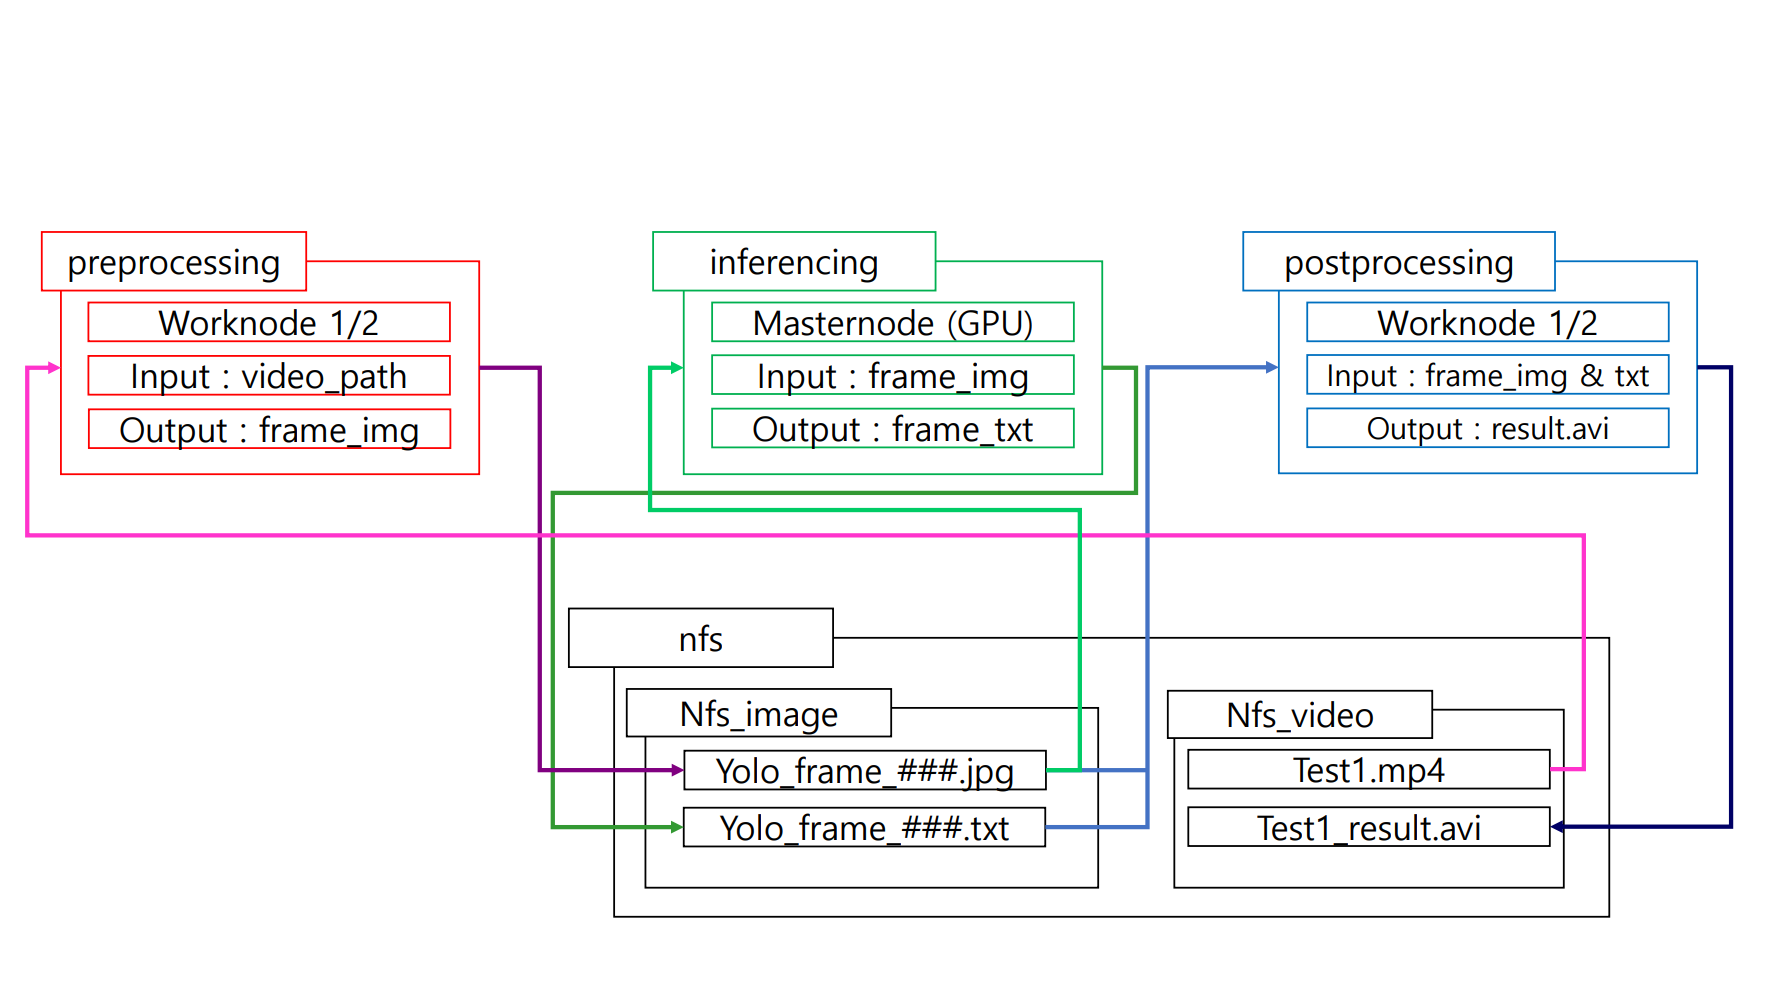 preprocessing
Worknode 1/2
Input : video_path
Output : frame_img
inferencing
Masternode (GPU)
Input : frame_img
Output : frame_txt
postprocessing
Worknode 1/2
Input : frame_img & txt
Output : result.avi
nfs
Nfs_image
Yolo_frame_###.jpg
Yolo_frame_###.txt
Nfs_video
Test1.mp4
Test1_result.avi